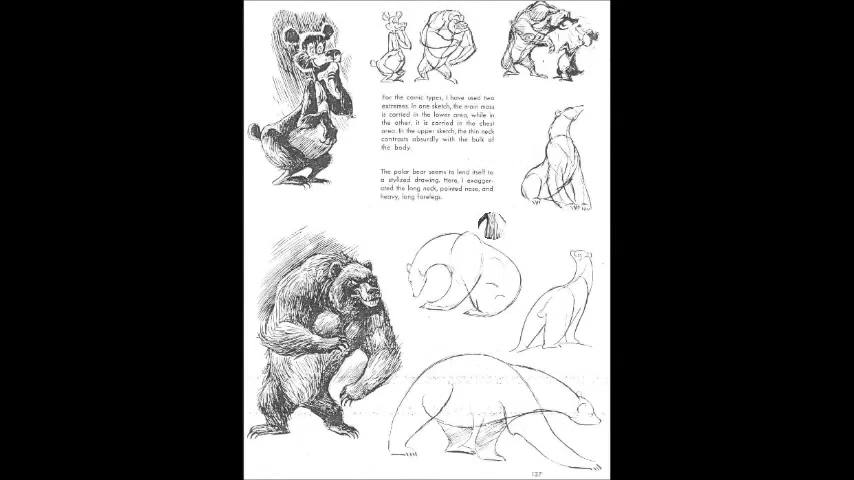 For the comic types, I have used two
extremes. In one sketch, the main mass
is carried in the lower area, while in
the other, it is carried in the chest
area. In the upper sketch, the thin neck
contrasts absurdly with the bulk of
the body.
The polar bear seems to lend itself to
a stylized drawing. Here, I exagger-
ated the long neck, pointed nose, and
heavy, long forelegs.
127